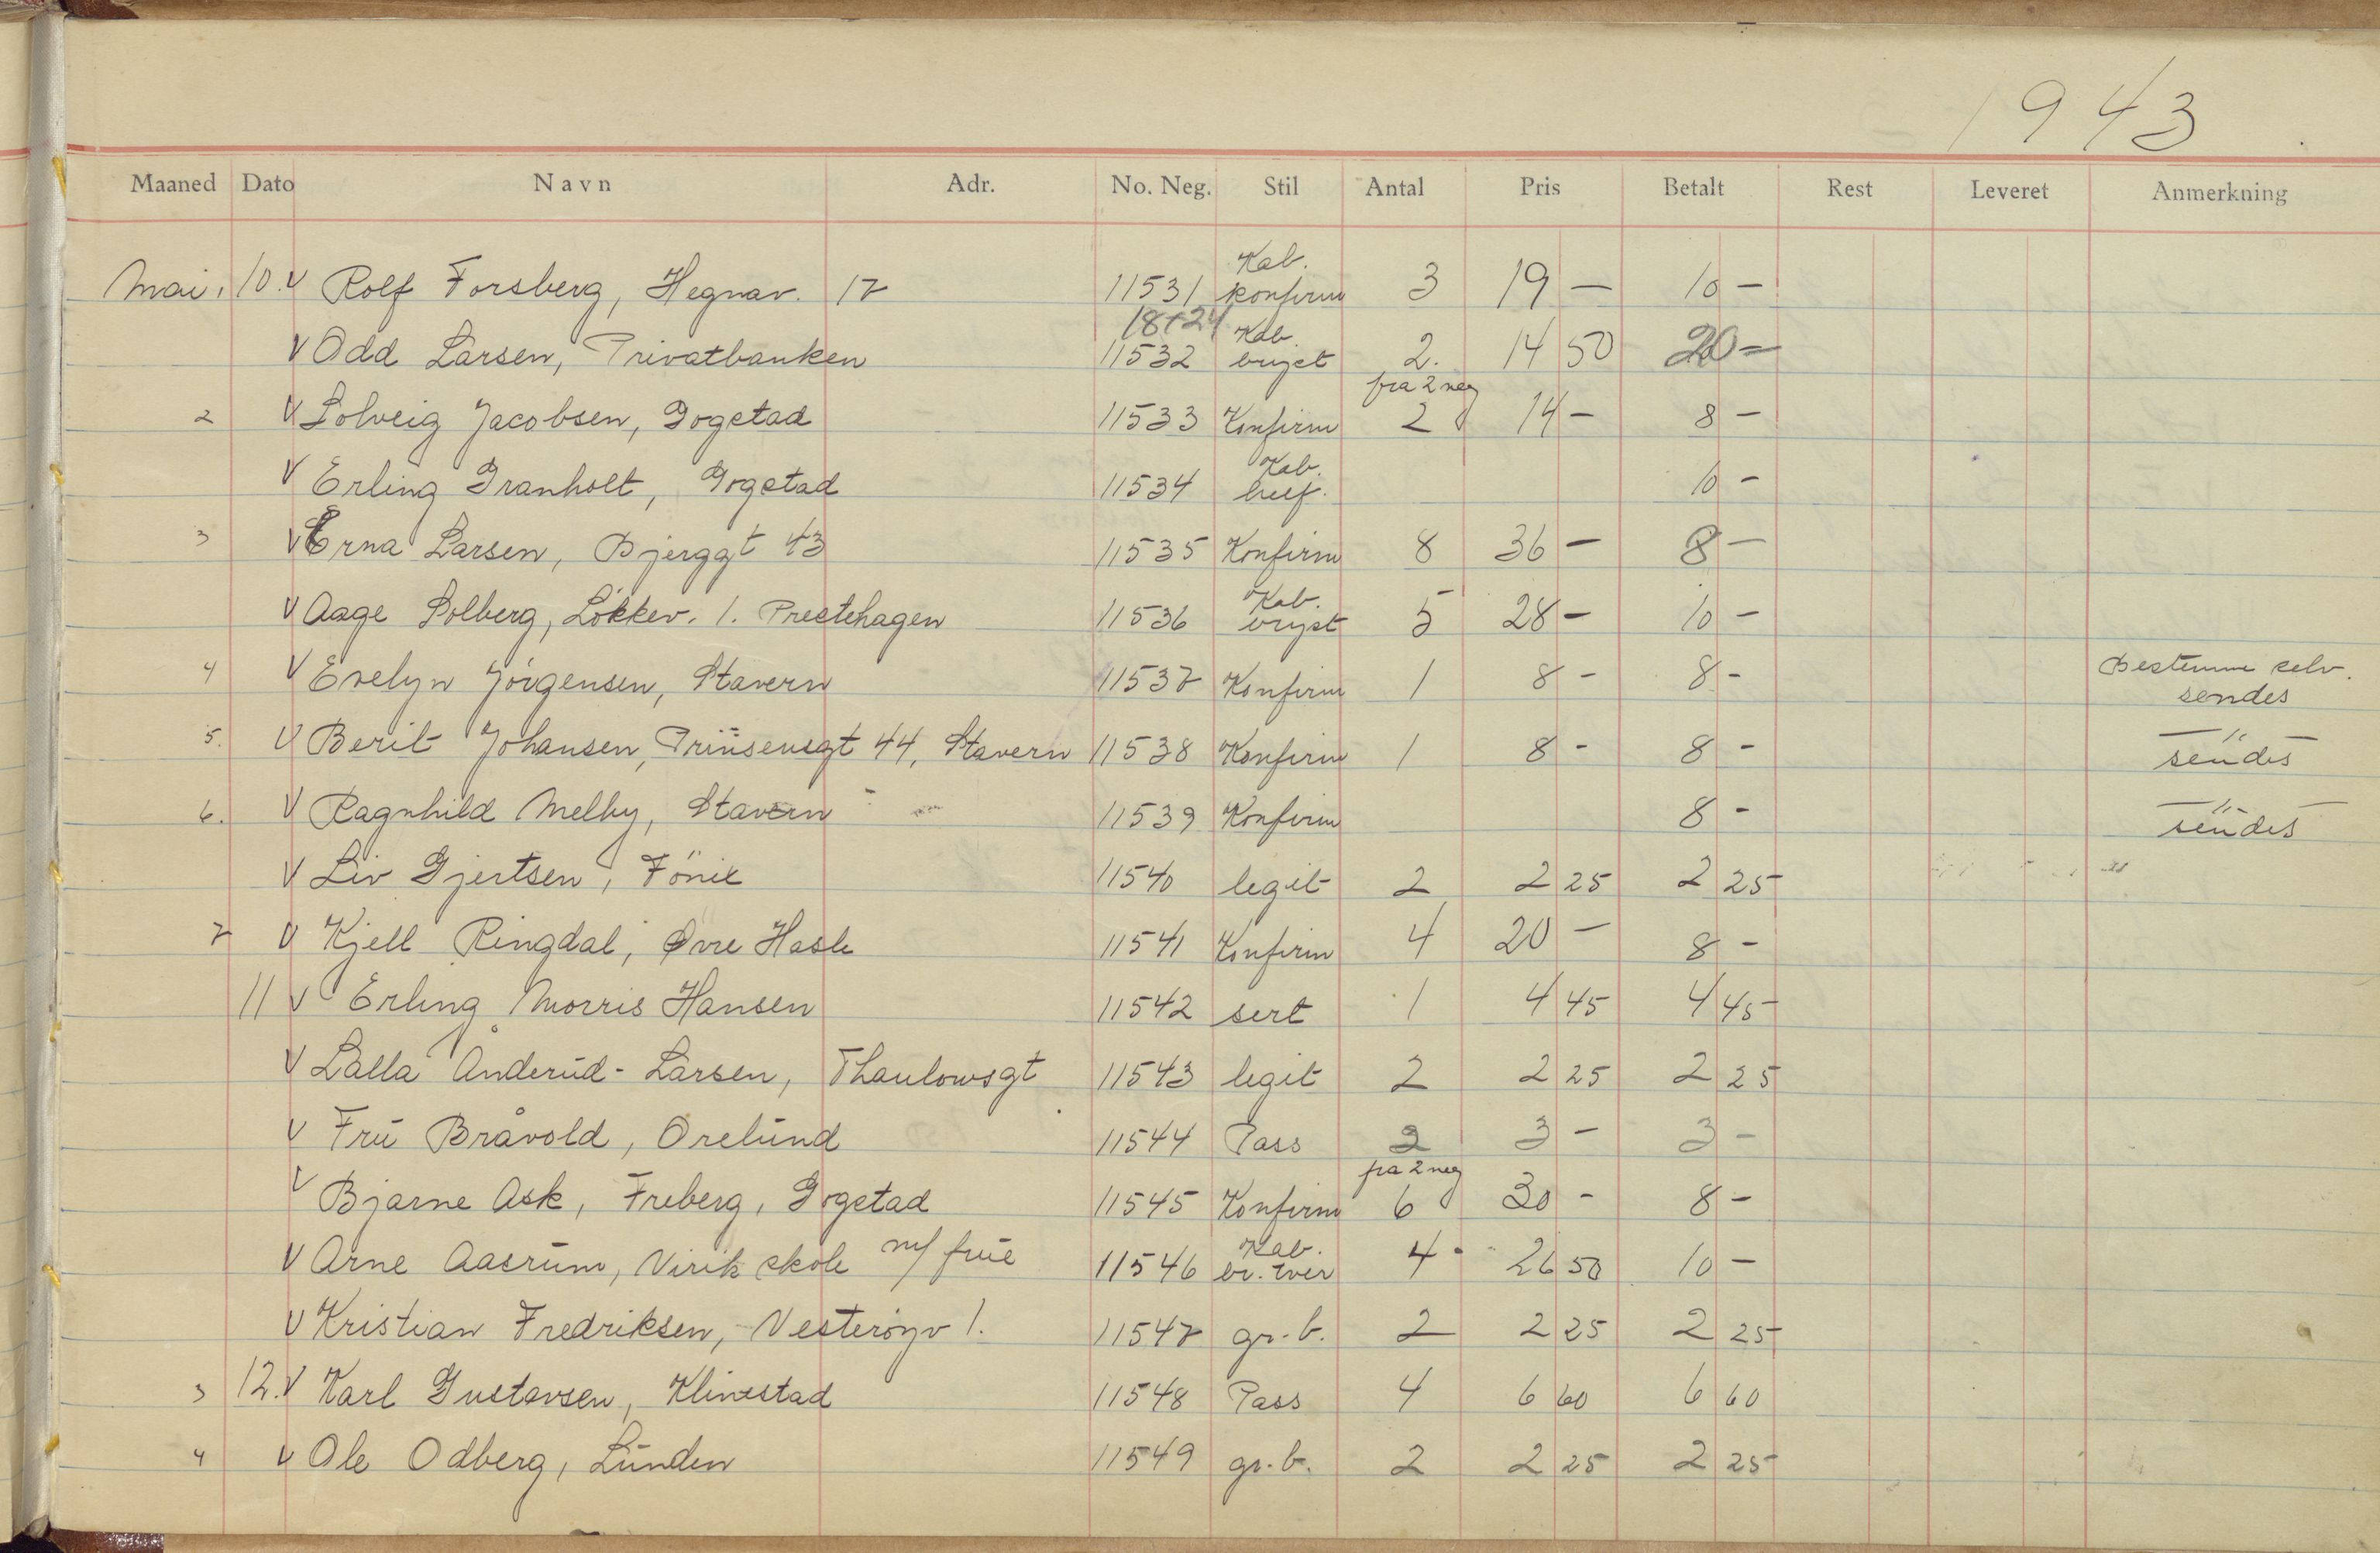 1943
Maaned Dato Navn Adr. No. Neg. Stil Antal Pris Betalt Rest Leveret Anmerkning
Kab.
Mai, 10. V Rolf Forsberg, Hegnav. 17 11531 Konfirm 3 19 — 10 —
18+24 Kab.
V Odd Larsen, Privatbanken 11532 bryst 2. 14 50 20 —
fra 2 neg
2 V Solveig Jacobsen, Gogstad 11533 Konfirm 2 14 — 8 —
Kab.
V Erling Granholt, Gogstad 11534 helf. 10 —
3 V Erna Larsen, Bjerggt 43 11535 Konfirm 8 36 — 8 —
Kab.
V Aage Solberg, Løkkev. 1. Prestehagen 11536 bryst 5 28 — 10 —
4 V Evelyn Jörgensen, Stavern 11537 Konfirm 1 8 — 8 — Bestemme selv.
sendes
5. V Berit Johansen, Prinsensgt 44, Stavern 11538 Konfirm 1 8 — 8 — — " —
sendes
6. V Ragnhild Melby, Stavern 11539 Konfirm 8 — — " —
sendes
V Liv Gjertsen, Fönix 11540 legit 2 2 25 2 25
7 V Kjell Ringdal, Øvre Hasle 11541 Konfirm 4 20 — 8 —
11 V Erling Morris Hansen 11542 sert 1 4 45 4 45
V Lalla Anderud-Larsen, Thaulowsgt 11543 legit 2 2 25 2 25
V Fru Bråvold, Orelund 11544 Pass 2 3 — 3 —
fra 2 neg
V Bjarne Ask, Freberg, Gogstad 11545 Konfirm 6 30 — 8 —
Kab.
V Arne Aasrum, Virik skole m/ frue 11546 br. tver 4 26 50 10 —
V Kristian Fredriksen, Vesterøyv 1. 11547 gr.b. 2 2 25 2 25
3 12. V Karl Gustavsen, Klinestad 11548 Pass 4 6 60 6 60
4 V Ole Odberg, Lunden 11549 gr.b. 2 2 25 2 25